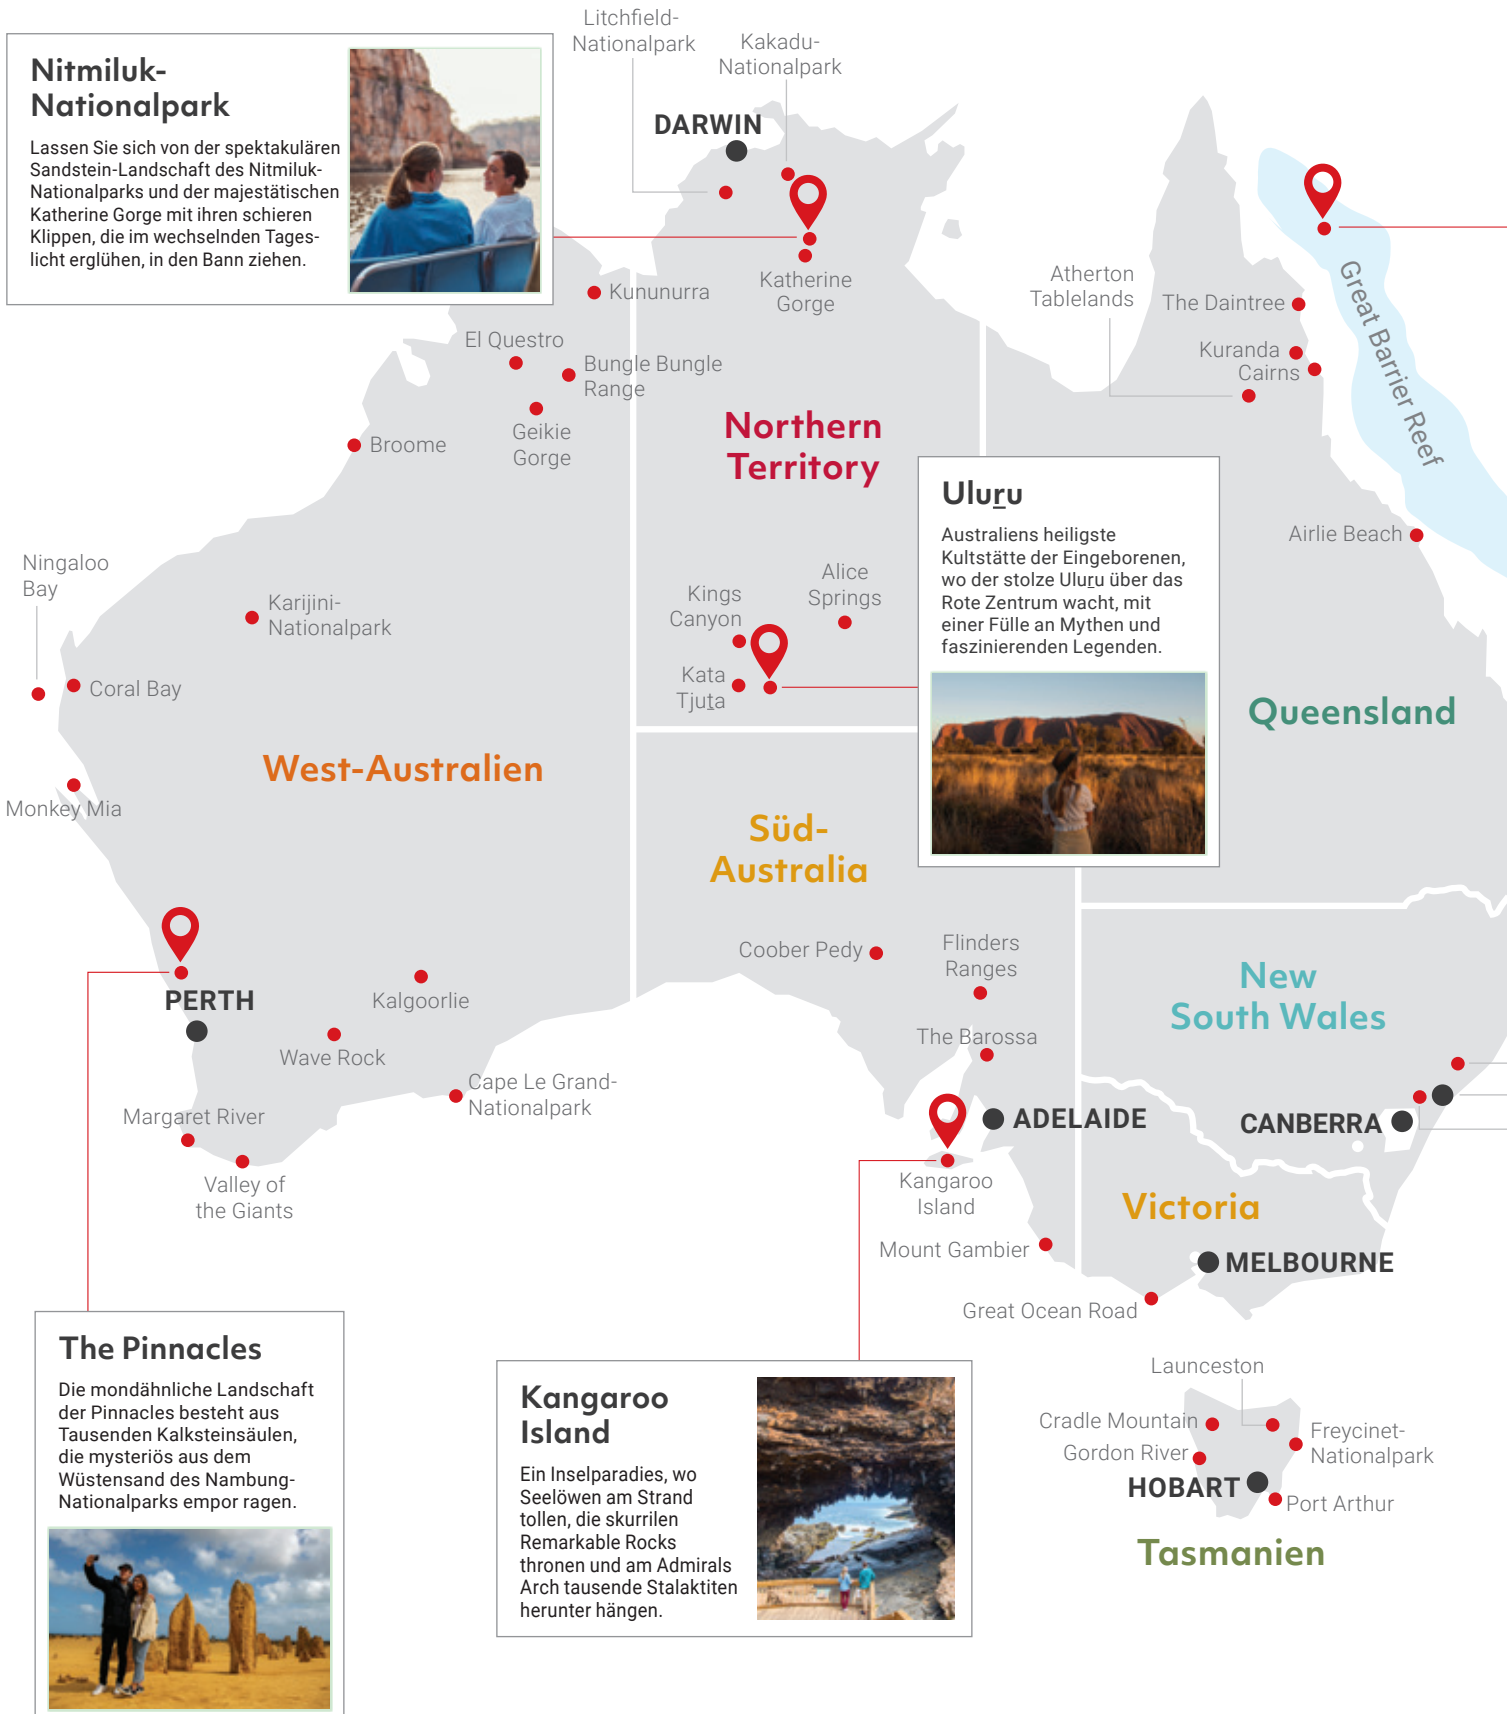 Litchfield-
Nationalpark
Kakadu-
Nationalpark
Nitmiluk-
Nationalpark
Lassen Sie sich von der spektakulären
Sandstein-Landschaft des Nitmiluk-
Nationalparks und der majestätischen
Katherine Gorge mit ihren schieren
Klippen, die im wechselnden Tages-
licht erglühen, in den Bann ziehen.
DARWIN
Katherine
Gorge
Kununurra
El Questro
Bungle Bungle
Range
Geikie
Gorge
Broome
Atherton
Tablelands
The Daintree
Kuranda
Cairns
Great Barrier Reef
Northern
Territory
Uluṟu
Australiens heiligste
Kultstätte der Eingeborenen,
wo der stolze Uluṟu über das
Rote Zentrum wacht, mit
einer Fülle an Mythen und
faszinierenden Legenden.
Airlie Beach
Ningaloo
Bay
Karijini-
Nationalpark
Coral Bay
Kings
Canyon
Alice
Springs
Kata
Tjuṯa
Queensland
West-Australien
Monkey Mia
Süd-
Australia
Coober Pedy
Flinders
Ranges
New
South Wales
PERTH
Kalgoorlie
Wave Rock
The Barossa
Cape Le Grand-
Nationalpark
Margaret River
Valley of
the Giants
ADELAIDE
CANBERRA
Kangaroo
Island
Victoria
Mount Gambier
MELBOURNE
Great Ocean Road
The Pinnacles
Die mondähnliche Landschaft
der Pinnacles besteht aus
Tausenden Kalksteinsäulen,
die mysteriös aus dem
Wüstensand des Nambung-
Nationalparks empor ragen.
Kangaroo
Island
Ein Inselparadies, wo
Seelöwen am Strand
tollen, die skurrilen
Remarkable Rocks
thronen und am Admirals
Arch tausende Stalaktiten
herunter hängen.
Launceston
Cradle Mountain
Gordon River
Freycinet-
Nationalpark
HOBART
Port Arthur
Tasmanien